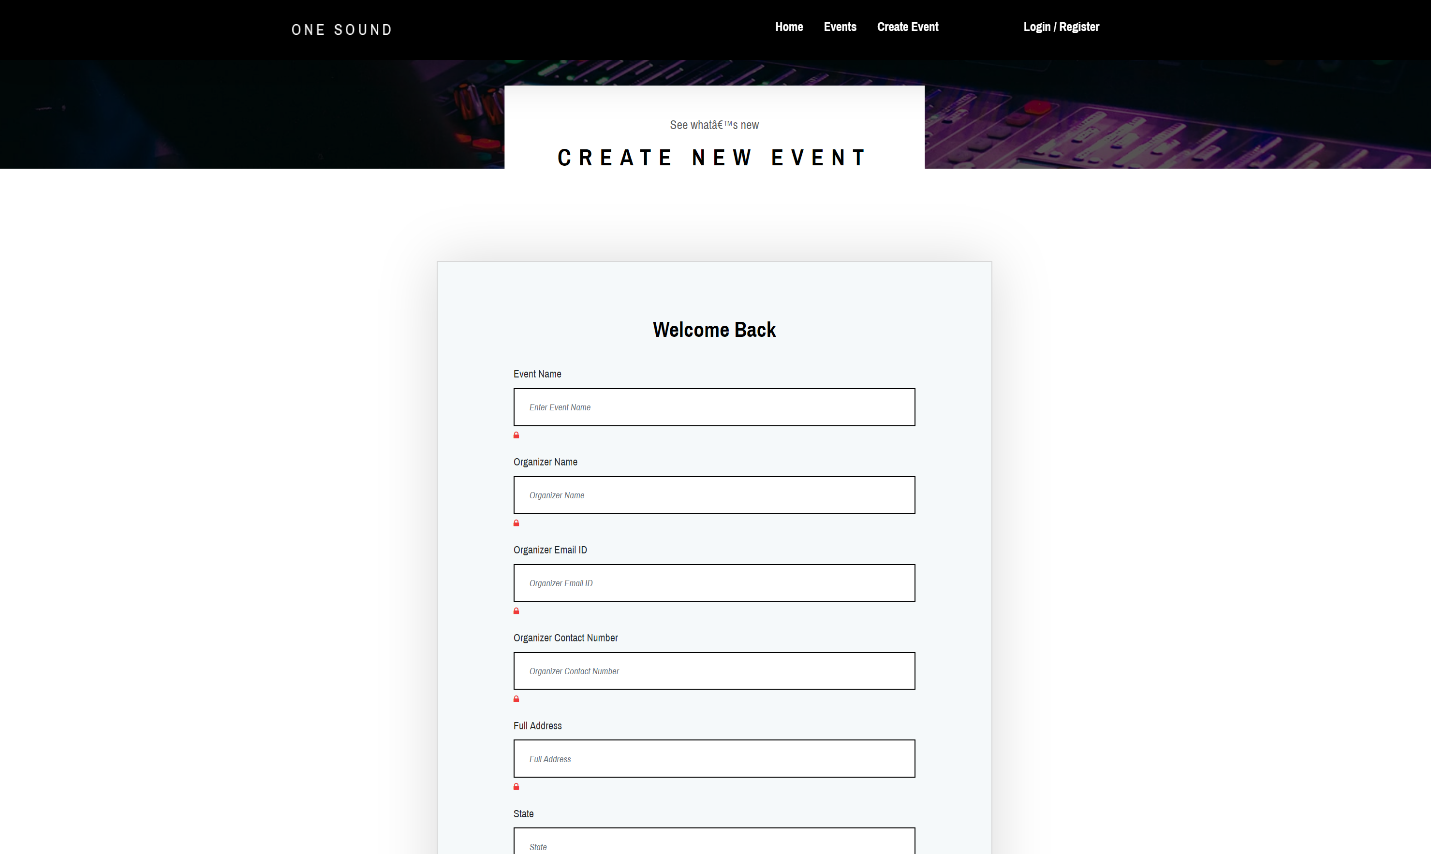 ONE SOUND
Home Events Create Event Login / Register
See whatâ€™s new
CREATE NEW EVENT
Welcome Back
Event Name
Enter Event Name
Organizer Name
Organizer Name
Organizer Email ID
Organizer Email ID
Organizer Contact Number
Organizer Contact Number
Full Address
Full Address
State
State